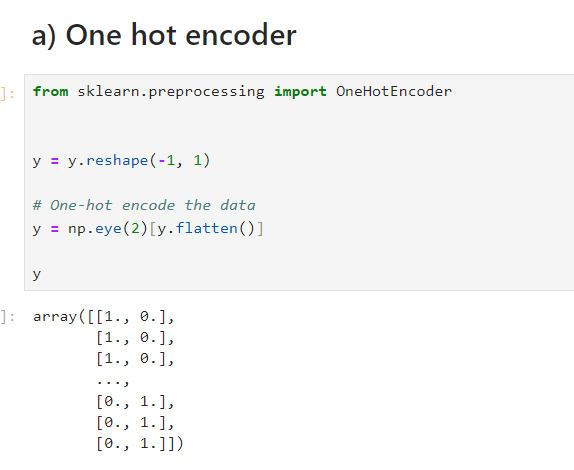 a) One hot encoder
]: from sklearn.preprocessing import OneHotEncoder
y = y.reshape(-1, 1)
# One-hot encode the data
y = np.eye(2)[y.flatten()]
y
]: array([[1., 0.],
[1., 0.],
[1., 0.],
...,
[0., 1.],
[0., 1.],
[0., 1.]])